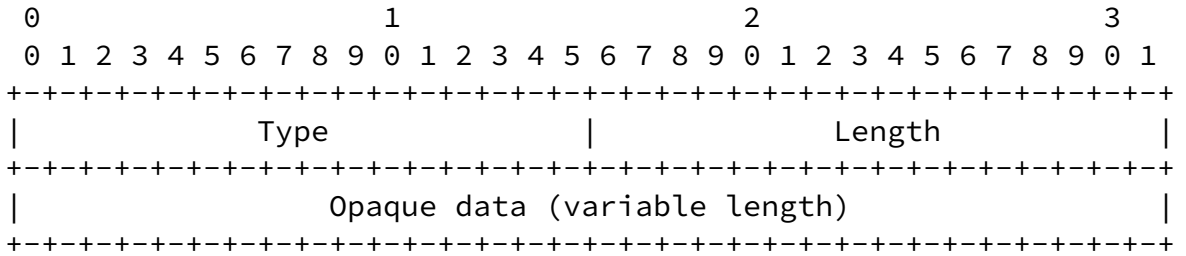 0                   1                   2                   3
0 1 2 3 4 5 6 7 8 9 0 1 2 3 4 5 6 7 8 9 0 1 2 3 4 5 6 7 8 9 0 1
+-+-+-+-+-+-+-+-+-+-+-+-+-+-+-+-+-+-+-+-+-+-+-+-+-+-+-+-+-+-+-+-+
|             Type              |             Length            |
+-+-+-+-+-+-+-+-+-+-+-+-+-+-+-+-+-+-+-+-+-+-+-+-+-+-+-+-+-+-+-+-+
|                 Opaque data (variable length)                 |
+-+-+-+-+-+-+-+-+-+-+-+-+-+-+-+-+-+-+-+-+-+-+-+-+-+-+-+-+-+-+-+-+